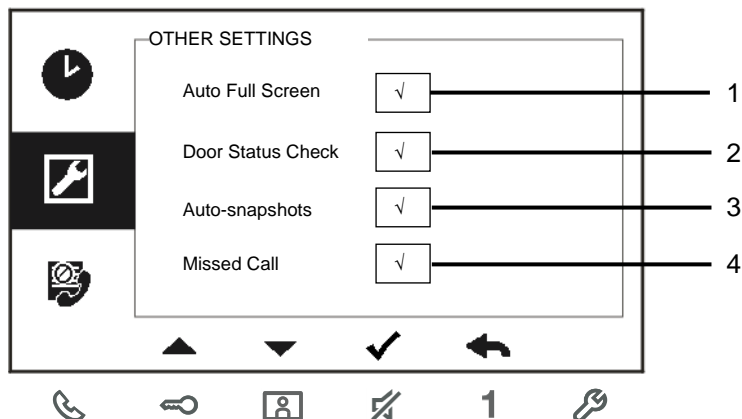 OTHER SETTINGS
Auto Full Screen √ 1
Door Status Check √ 2
Auto-snapshots √ 3
Missed Call √ 4
1